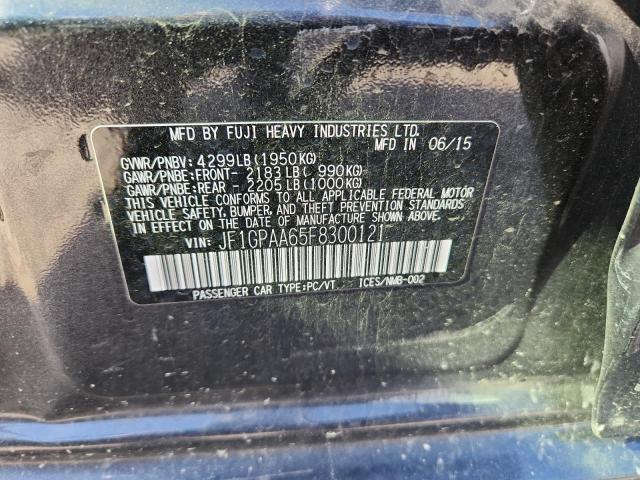 MFD BY FUJI HEAVY INDUSTRIES LTD.
MFD IN 06/15
GVWR/PNBV: 4299LB(1950KG)
GAWR/PNBE:FRONT- 2183LB( 990KG)
GAWR/PNBE:REAR - 2205LB(1000KG)
THIS VEHICLE CONFORMS TO ALL APPLICABLE FEDERAL MOTOR
VEHICLE SAFETY, BUMPER, AND THEFT PREVENTION STANDARDS
IN EFFECT ON THE DATE OF MANUFACTURE SHOWN ABOVE.
VIN: JF1GPAA65F8300121
PASSENGER CAR TYPE:PC/VT ICES/NMB-002